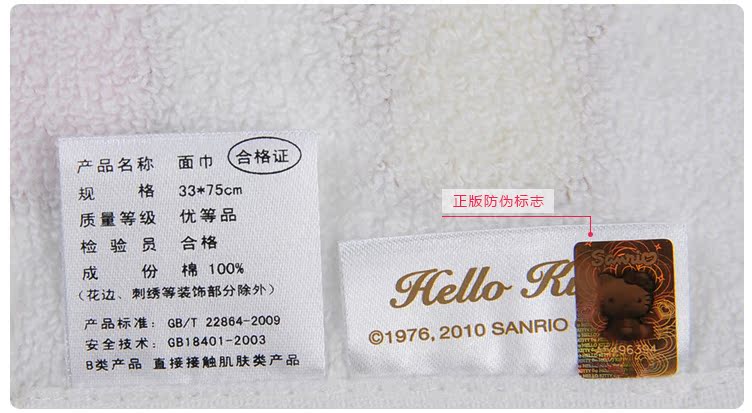 产品名称 面巾 合格证
规 格 33*75cm
质量等级 优等品
检 验 员 合格
成 份 棉 100%
(花边、刺绣等装饰部分除外)
产品标准: GB/T 22864-2009
安全技术: GB18401-2003
B类产品 直接接触肌肤类产品
正版防伪标志
Hello Ki
©1976, 2010 SANRIO
Sanrio